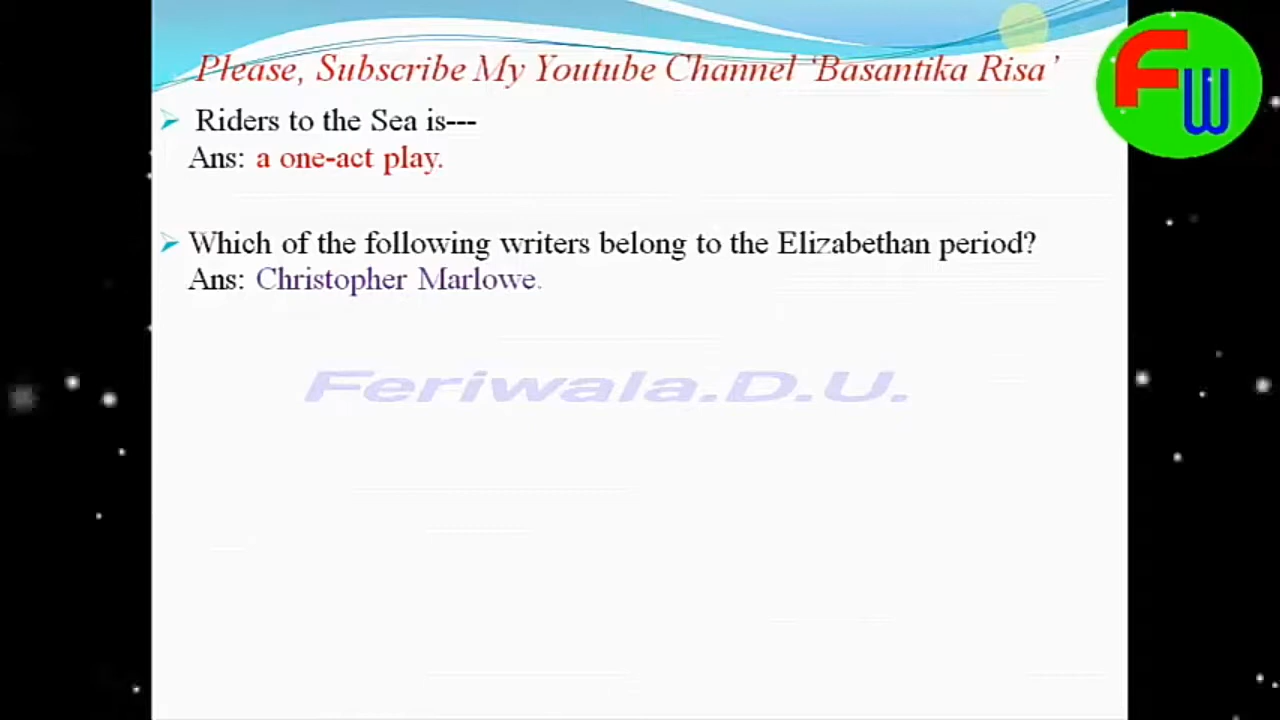 Please, Subscribe My Youtube Channel ‘Basantika Risa’
FW
Riders to the Sea is---
Ans: a one-act play.
Which of the following writers belong to the Elizabethan period?
Ans: Christopher Marlowe.
Feriwala.D.U.